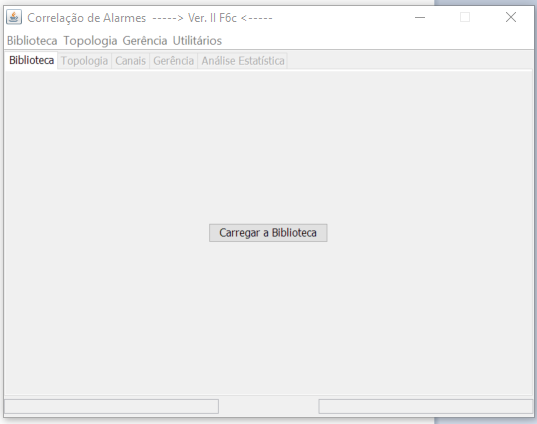 Correlação de Alarmes -----> Ver. II F6c <-----
Biblioteca Topologia Gerência Utilitários
Biblioteca Topologia Canais Gerência Análise Estatística
Carregar a Biblioteca